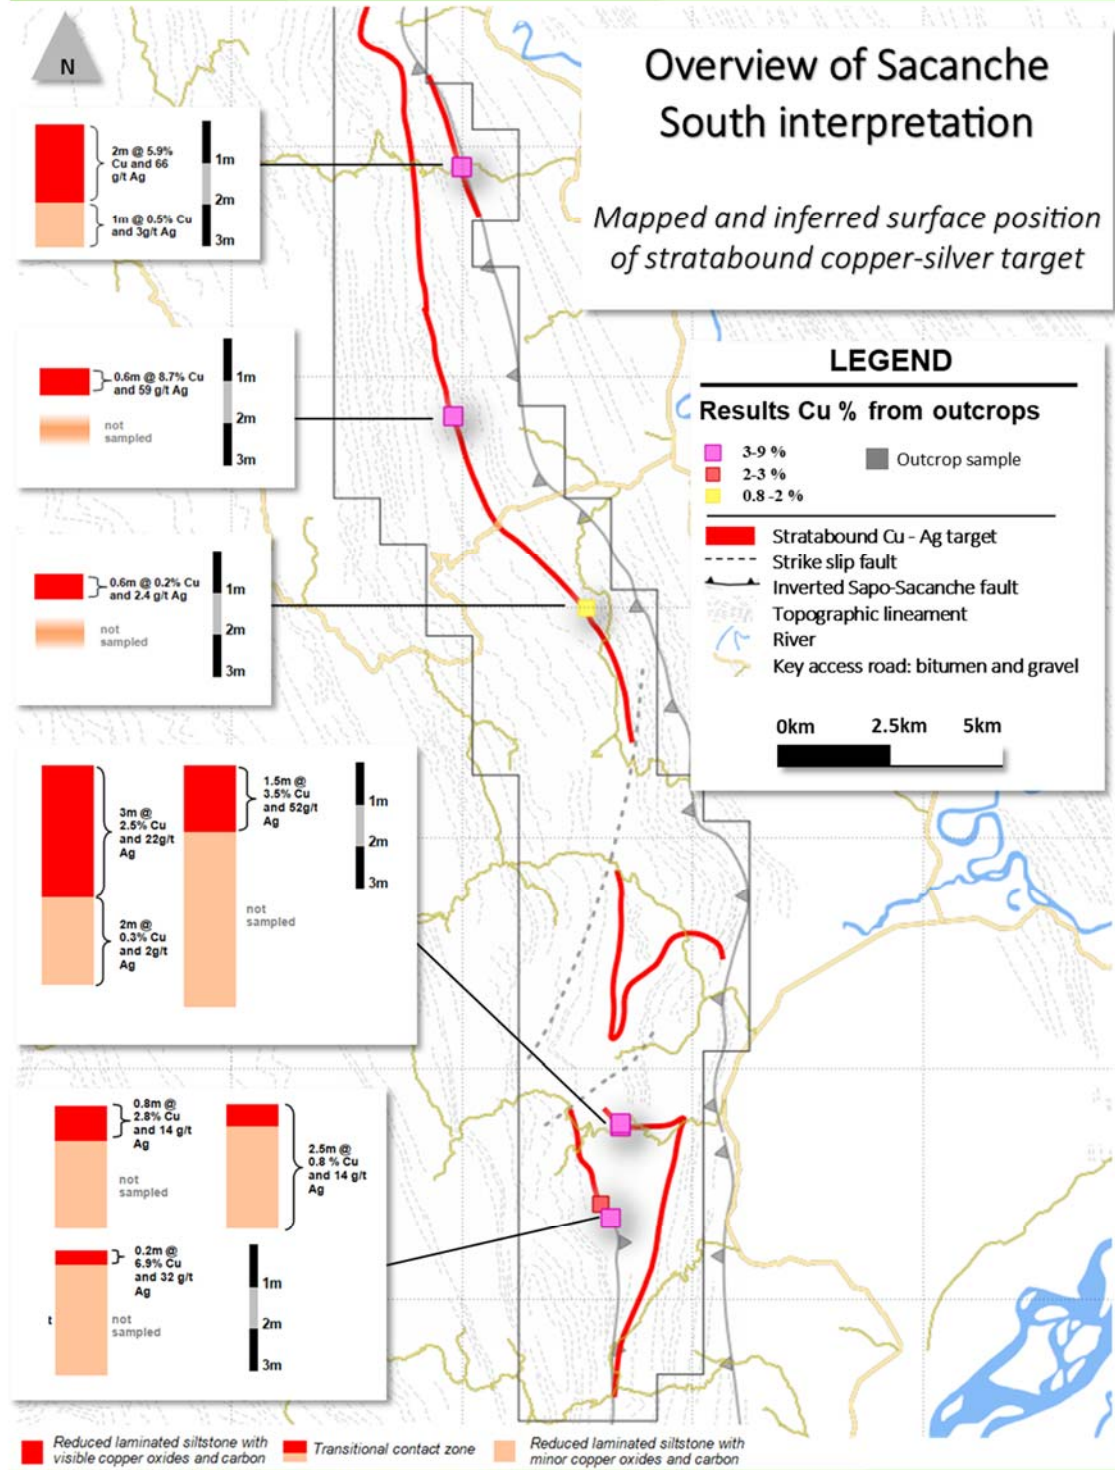 N
Overview of Sacanche
South interpretation
Mapped and inferred surface position
of stratabound copper-silver target
2m @ 5.9%
Cu and 66
g/t Ag
1m @ 0.5% Cu
and 3g/t Ag
1m
2m
3m
0.6m @ 8.7% Cu
and 59 g/t Ag
not
sampled
1m
2m
3m
0.6m @ 0.2% Cu
and 2.4 g/t Ag
not
sampled
1m
2m
3m
3m @
2.5% Cu
and 22g/t
Ag
2m @
0.3% Cu
and 2g/t
Ag
1.5m @
3.5% Cu
and 52g/t
Ag
not
sampled
1m
2m
3m
0.8m @
2.8% Cu
and 14 g/t
Ag
not
sampled
2.5m @
0.8 % Cu
and 14 g/t
Ag
0.2m @
6.9% Cu
and 32 g/t
Ag
t
not
sampled
1m
2m
3m
LEGEND
Results Cu % from outcrops
3-9 %
2-3 %
0.8 -2 %
Outcrop sample
Stratabound Cu - Ag target
Strike slip fault
Inverted Sapo-Sacanche fault
Topographic lineament
River
Key access road: bitumen and gravel
0km 2.5km 5km
Reduced laminated siltstone with
visible copper oxides and carbon
Transitional contact zone
Reduced laminated siltstone with
minor copper oxides and carbon